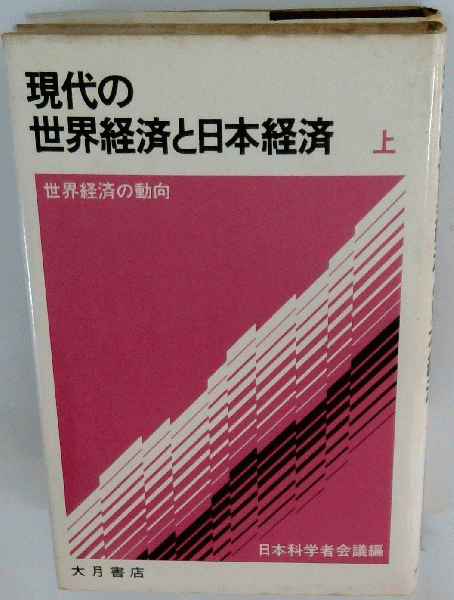 現代の
世界経済と日本経済 上
世界経済の動向
日本科学者会議編
大月書店